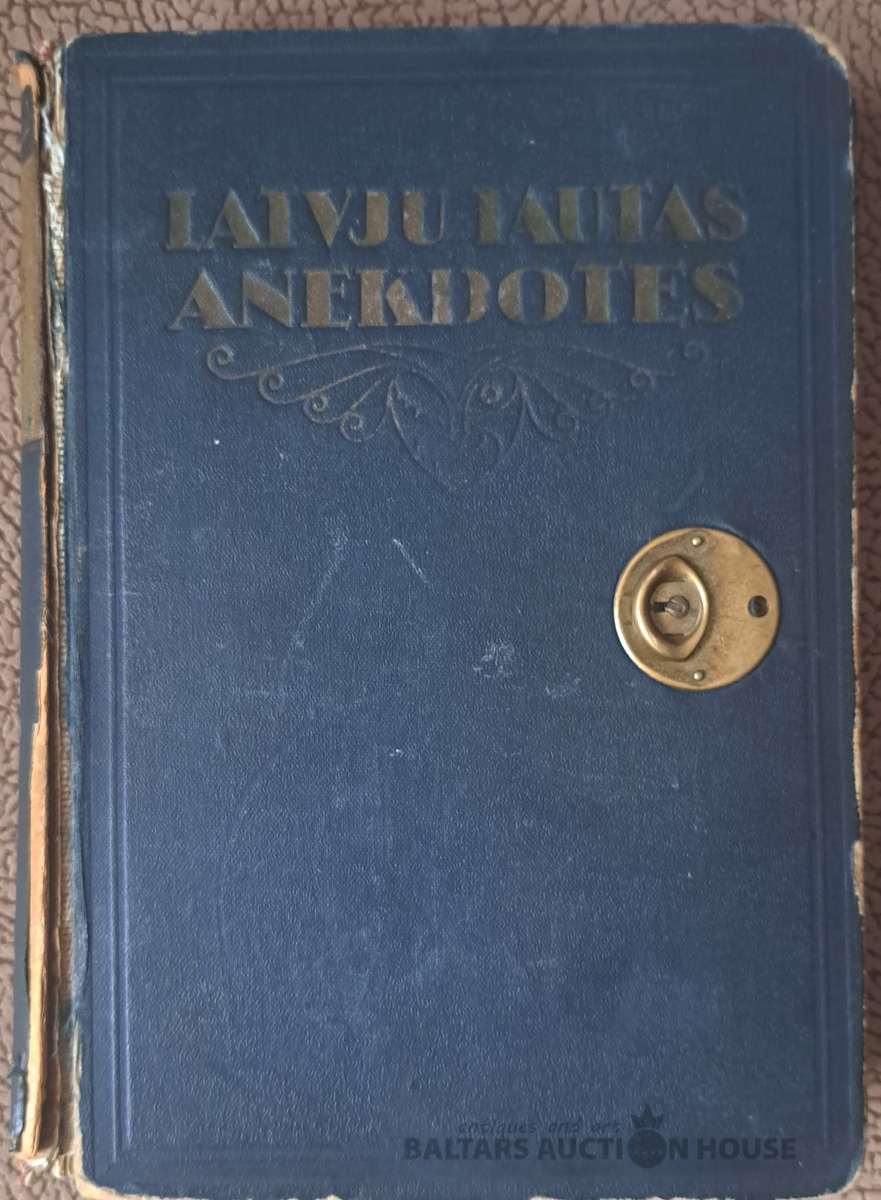 LATVJU TAUTAS
ANEKDOTES
antiques and art
BALTARS AUCTION HOUSE